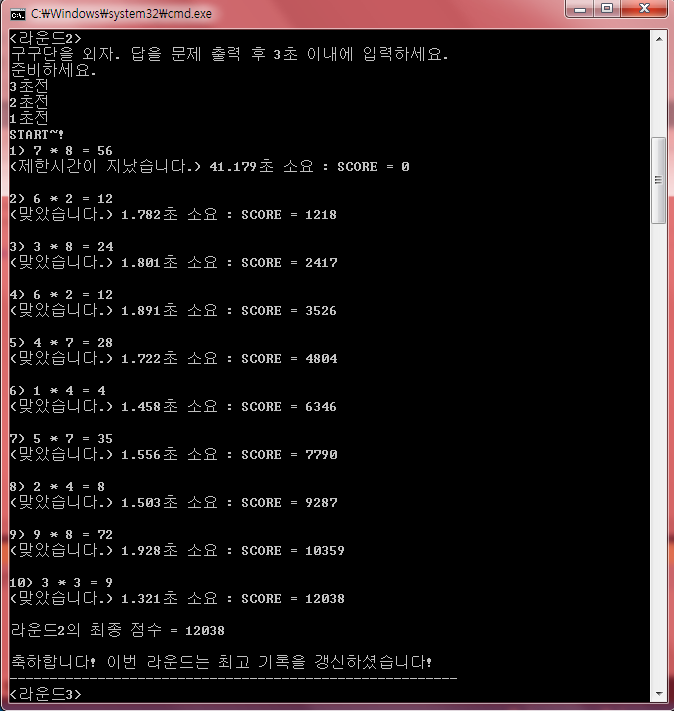 C:\Windows\system32\cmd.exe
<라운드2>
구구단을 외자. 답을 문제 출력 후 3초 이내에 입력하세요.
준비하세요.
3초전
2초전
1초전
START~!
1) 7 * 8 = 56
(제한시간이 지났습니다.) 41.179초 소요 : SCORE = 0
2) 6 * 2 = 12
(맞았습니다.) 1.782초 소요 : SCORE = 1218
3) 3 * 8 = 24
(맞았습니다.) 1.801초 소요 : SCORE = 2417
4) 6 * 2 = 12
(맞았습니다.) 1.891초 소요 : SCORE = 3526
5) 4 * 7 = 28
(맞았습니다.) 1.722초 소요 : SCORE = 4804
6) 1 * 4 = 4
(맞았습니다.) 1.458초 소요 : SCORE = 6346
7) 5 * 7 = 35
(맞았습니다.) 1.556초 소요 : SCORE = 7790
8) 2 * 4 = 8
(맞았습니다.) 1.503초 소요 : SCORE = 9287
9) 9 * 8 = 72
(맞았습니다.) 1.928초 소요 : SCORE = 10359
10) 3 * 3 = 9
(맞았습니다.) 1.321초 소요 : SCORE = 12038
라운드2의 최종 점수 = 12038
축하합니다! 이번 라운드는 최고 기록을 갱신하셨습니다!
--------------------------------------------------------
<라운드3>